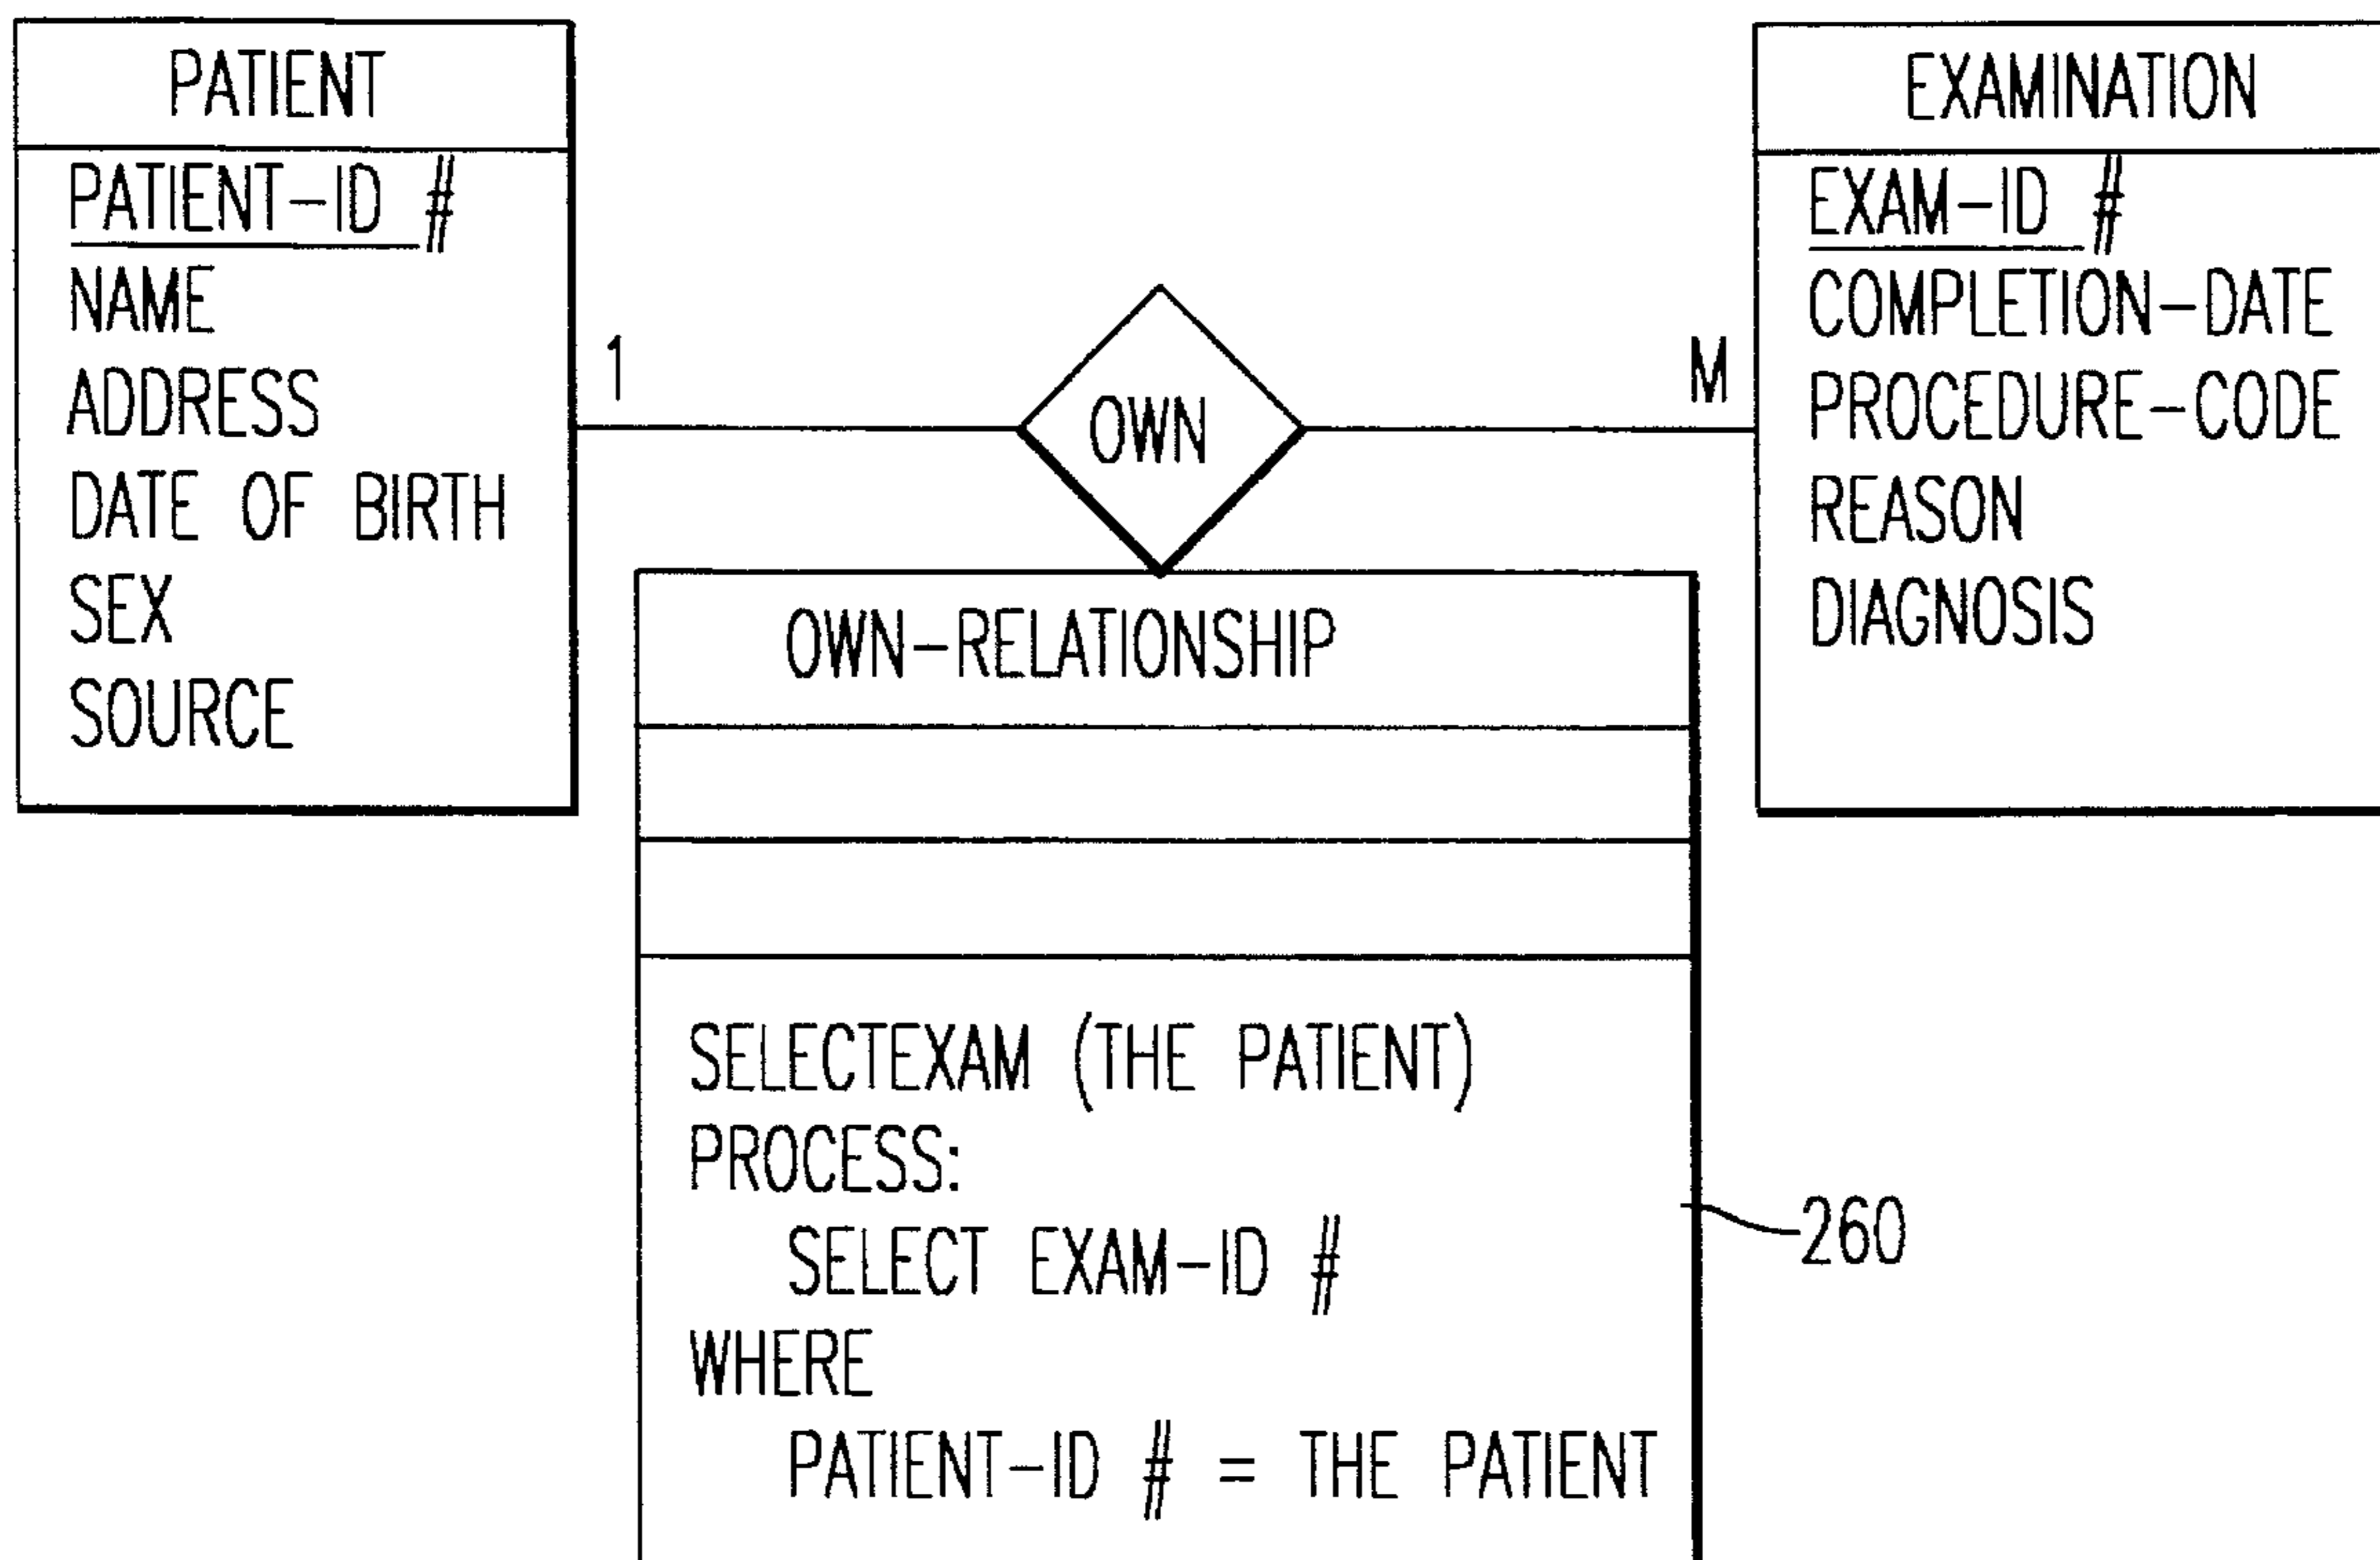 PATIENT
PATIENT-ID #
NAME
ADDRESS
DATE OF BIRTH
SEX
SOURCE
1
OWN
M
EXAMINATION
EXAM-ID #
COMPLETION-DATE
PROCEDURE-CODE
REASON
DIAGNOSIS
OWN-RELATIONSHIP
SELECTEXAM (THE PATIENT)
PROCESS:
SELECT EXAM-ID #
WHERE
PATIENT-ID # = THE PATIENT
260